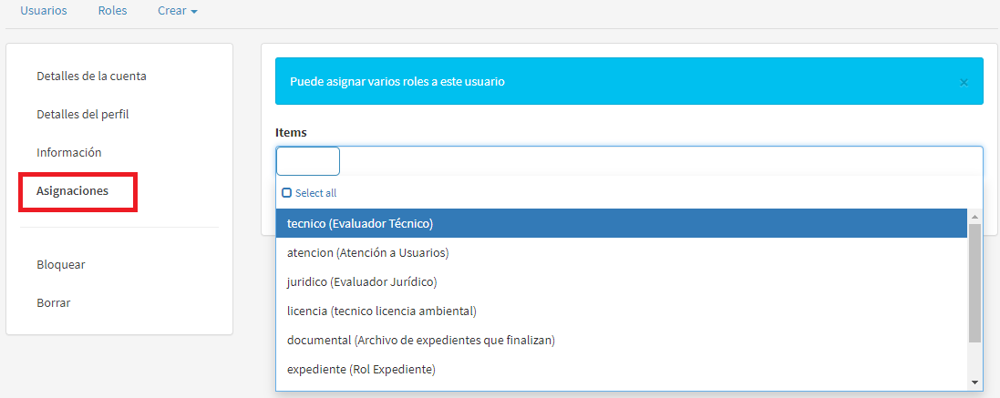 Usuarios Roles Crear
Detalles de la cuenta
Detalles del perfil
Información
Asignaciones
Bloquear
Borrar
Puede asignar varios roles a este usuario ×
Items
Select all
tecnico (Evaluador Técnico)
atencion (Atención a Usuarios)
juridico (Evaluador Jurídico)
licencia (tecnico licencia ambiental)
documental (Archivo de expedientes que finalizan)
expediente (Rol Expediente)